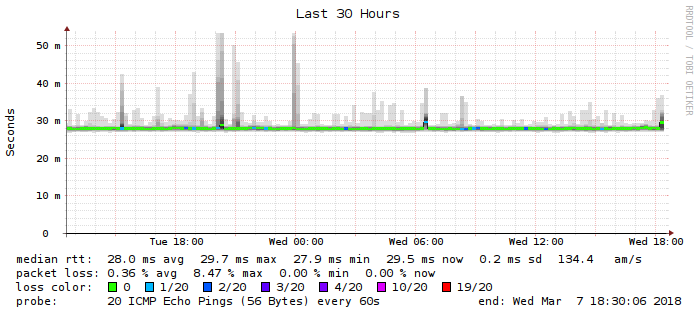 Last 30 Hours
RRDTOOL / TOBI OETIKER
Seconds
50 m
40 m
30 m
20 m
10 m
0
Tue 18:00 Wed 00:00 Wed 06:00 Wed 12:00 Wed 18:00
median rtt: 28.0 ms avg 29.7 ms max 27.9 ms min 29.5 ms now 0.2 ms sd 134.4 am/s
packet loss: 0.36 % avg 8.47 % max 0.00 % min 0.00 % now
loss color: 0 1/20 2/20 3/20 4/20 10/20 19/20
probe: 20 ICMP Echo Pings (56 Bytes) every 60s end: Wed Mar 7 18:30:06 2018